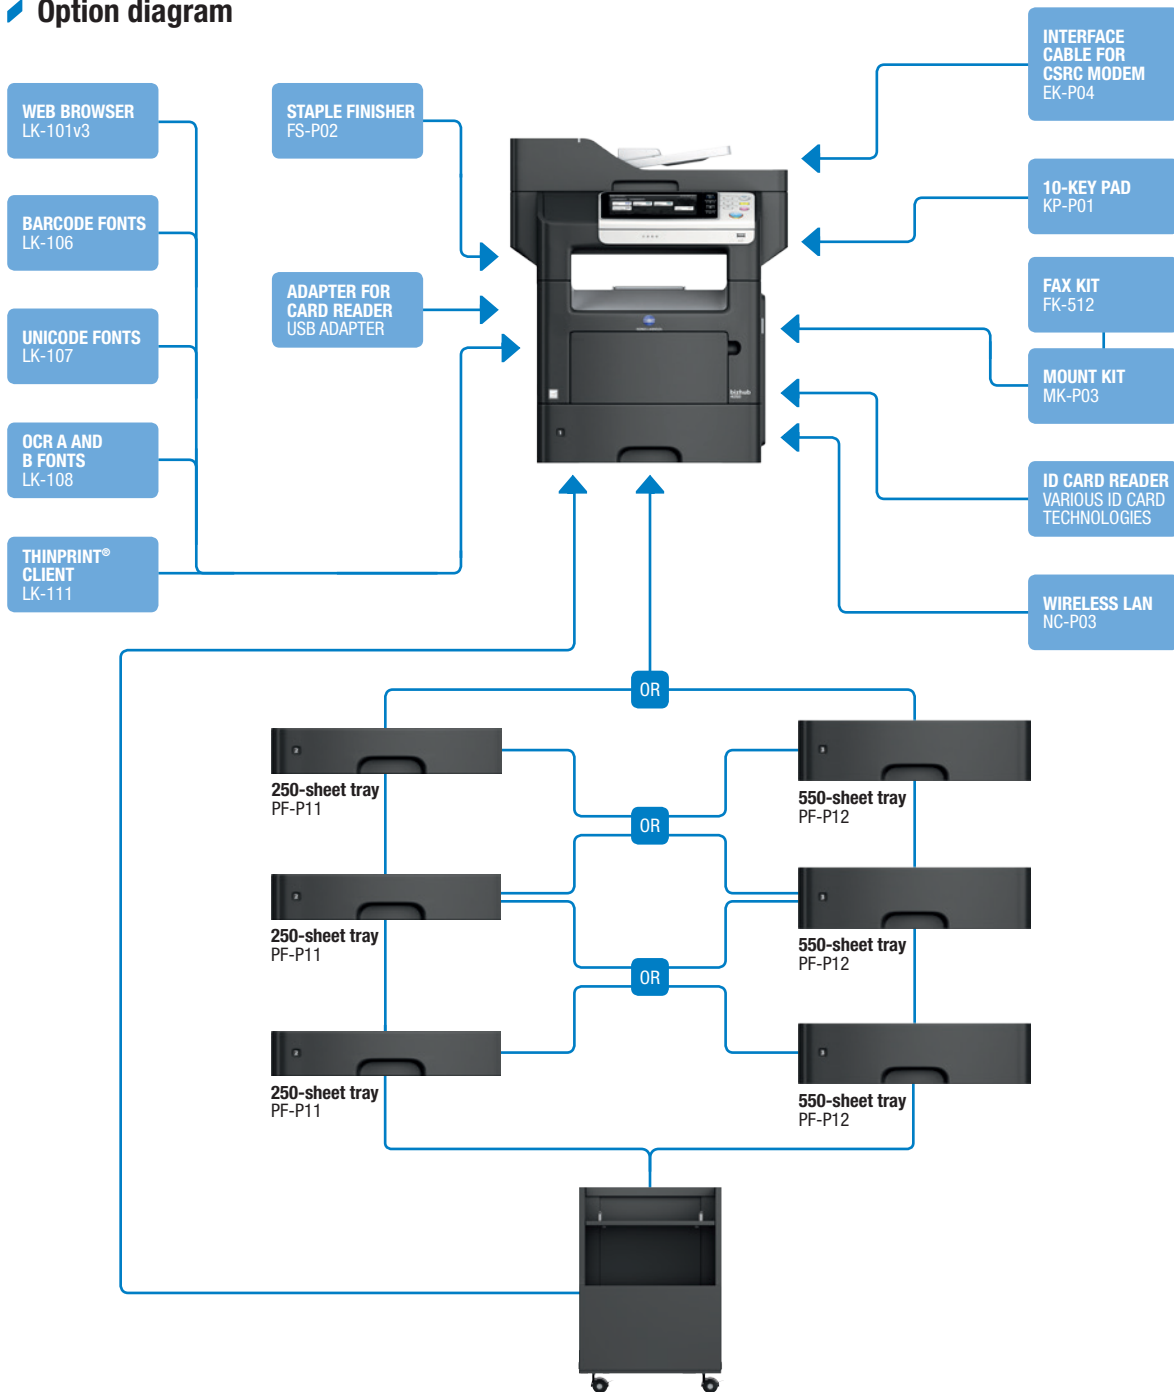 Option diagram
WEB BROWSER
LK-101v3
BARCODE FONTS
LK-106
UNICODE FONTS
LK-107
OCR A AND
B FONTS
LK-108
THINPRINT®
CLIENT
LK-111
STAPLE FINISHER
FS-P02
ADAPTER FOR
CARD READER
USB ADAPTER
INTERFACE
CABLE FOR
CSRC MODEM
EK-P04
10-KEY PAD
KP-P01
FAX KIT
FK-512
MOUNT KIT
MK-P03
ID CARD READER
VARIOUS ID CARD
TECHNOLOGIES
WIRELESS LAN
NC-P03
bizhub
OR
250-sheet tray
PF-P11
550-sheet tray
PF-P12
OR
250-sheet tray
PF-P11
550-sheet tray
PF-P12
OR
250-sheet tray
PF-P11
550-sheet tray
PF-P12